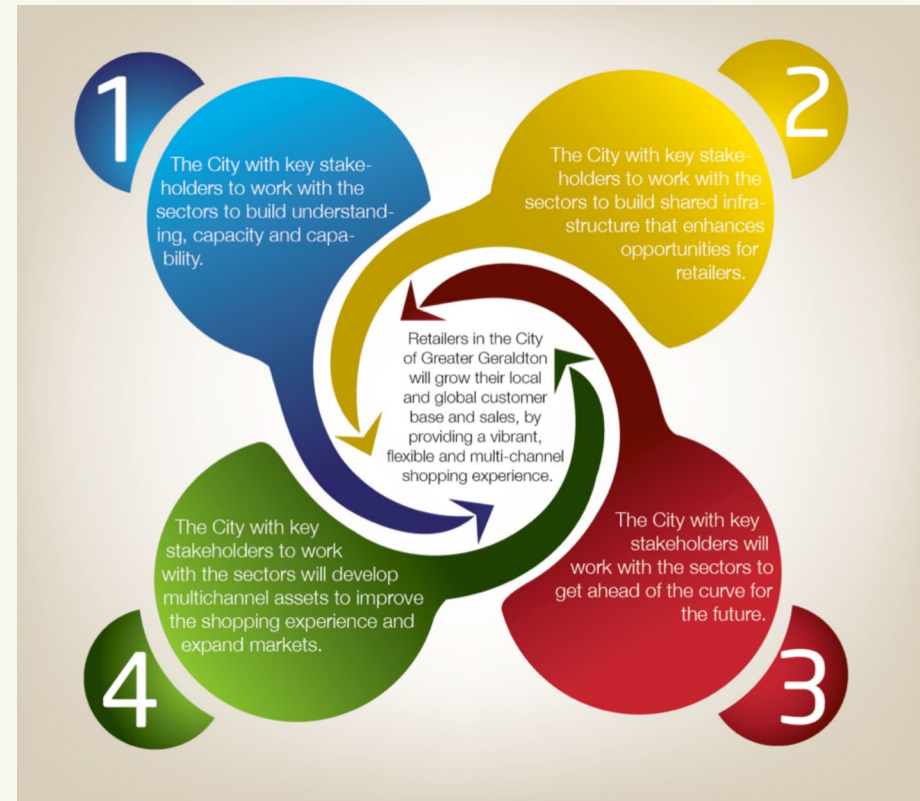 1
The City with key stake-
holders to work with the
sectors to build understand-
ing, capacity and capa-
bility.
2
The City with key stake-
holders to work with the
sectors to build shared infra-
structure that enhances
opportunities for
retailers.
Retailers in the City
of Greater Geraldton
will grow their local
and global customer
base and sales, by
providing a vibrant,
flexible and multi-channel
shopping experience.
The City with key
stakeholders will
work with the sectors to
get ahead of the curve for
the future.
3
The City with key
stakeholders to work
with the sectors will develop
multichannel assets to improve
the shopping experience and
expand markets.
4